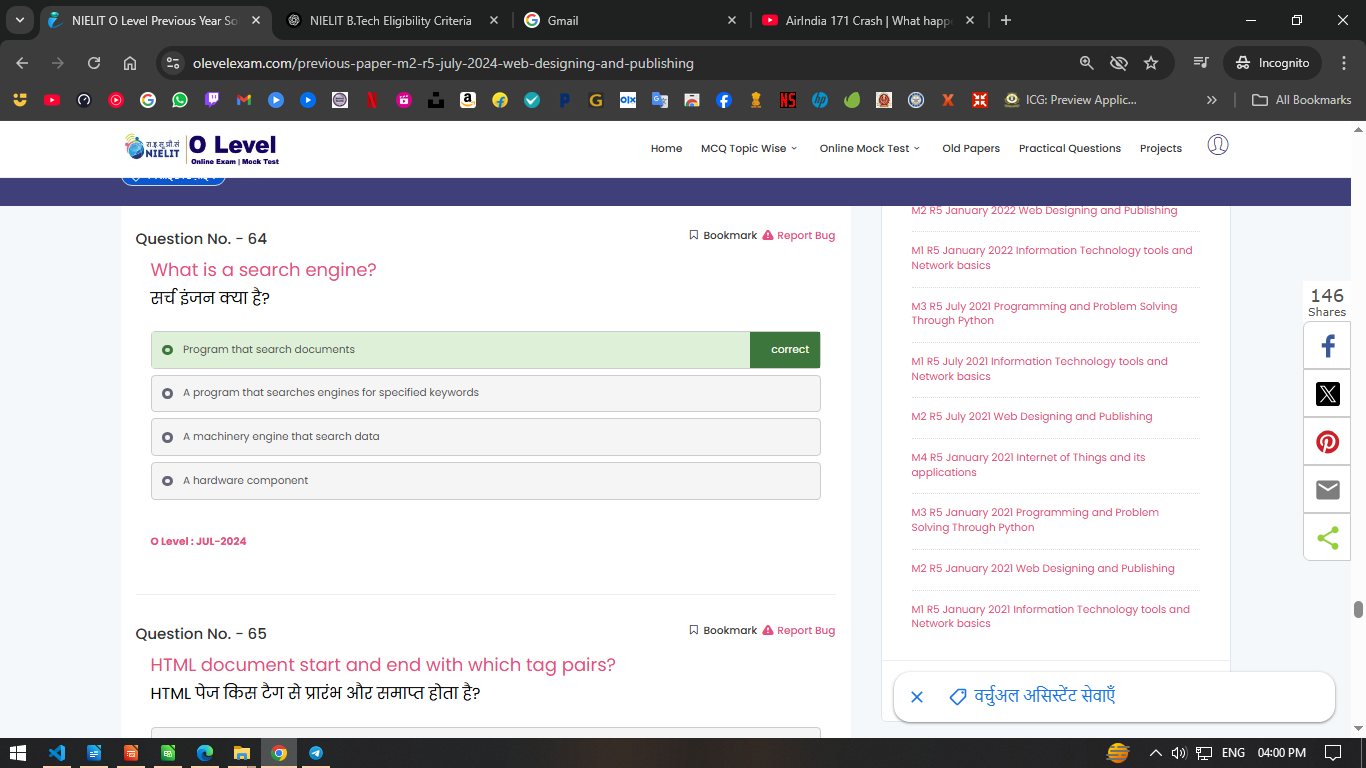 NIELIT O Level Previous Year So
NIELIT B.Tech Eligibility Criteria
Gmail
AirIndia 171 Crash | What happe
olevelexam.com/previous-paper-m2-r5-july-2024-web-designing-and-publishing
Incognito
ICG: Preview Applic...
All Bookmarks
रा.इ.सू.प्रौ.सं
NIELIT
O Level
Online Exam | Mock Test
Home
MCQ Topic Wise
Online Mock Test
Old Papers
Practical Questions
Projects
Question No. - 64
Bookmark
Report Bug
What is a search engine?
सर्च इंजन क्या है?
Program that search documents
correct
A program that searches engines for specified keywords
A machinery engine that search data
A hardware component
O Level : JUL-2024
Question No. - 65
Bookmark
Report Bug
HTML document start and end with which tag pairs?
HTML पेज किस टैग से प्रारंभ और समाप्त होता है?
M2 R5 January 2022 Web Designing and Publishing
M1 R5 January 2022 Information Technology tools and
Network basics
M3 R5 July 2021 Programming and Problem Solving
Through Python
M1 R5 July 2021 Information Technology tools and
Network basics
M2 R5 July 2021 Web Designing and Publishing
M4 R5 January 2021 Internet of Things and its
applications
M3 R5 January 2021 Programming and Problem
Solving Through Python
M2 R5 January 2021 Web Designing and Publishing
M1 R5 January 2021 Information Technology tools and
Network basics
146
Shares
वर्चुअल असिस्टेंट सेवाएँ
ENG
04:00 PM